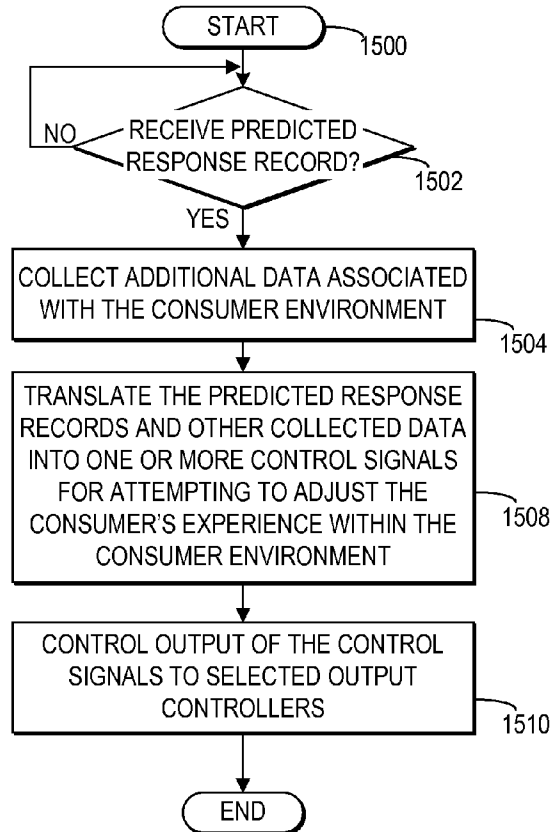 START
1500
NO
RECEIVE PREDICTED
RESPONSE RECORD?
1502
YES
COLLECT ADDITIONAL DATA ASSOCIATED
WITH THE CONSUMER ENVIRONMENT
1504
TRANSLATE THE PREDICTED RESPONSE
RECORDS AND OTHER COLLECTED DATA
INTO ONE OR MORE CONTROL SIGNALS
FOR ATTEMPTING TO ADJUST THE
CONSUMER'S EXPERIENCE WITHIN THE
CONSUMER ENVIRONMENT
1508
CONTROL OUTPUT OF THE CONTROL
SIGNALS TO SELECTED OUTPUT
CONTROLLERS
1510
END